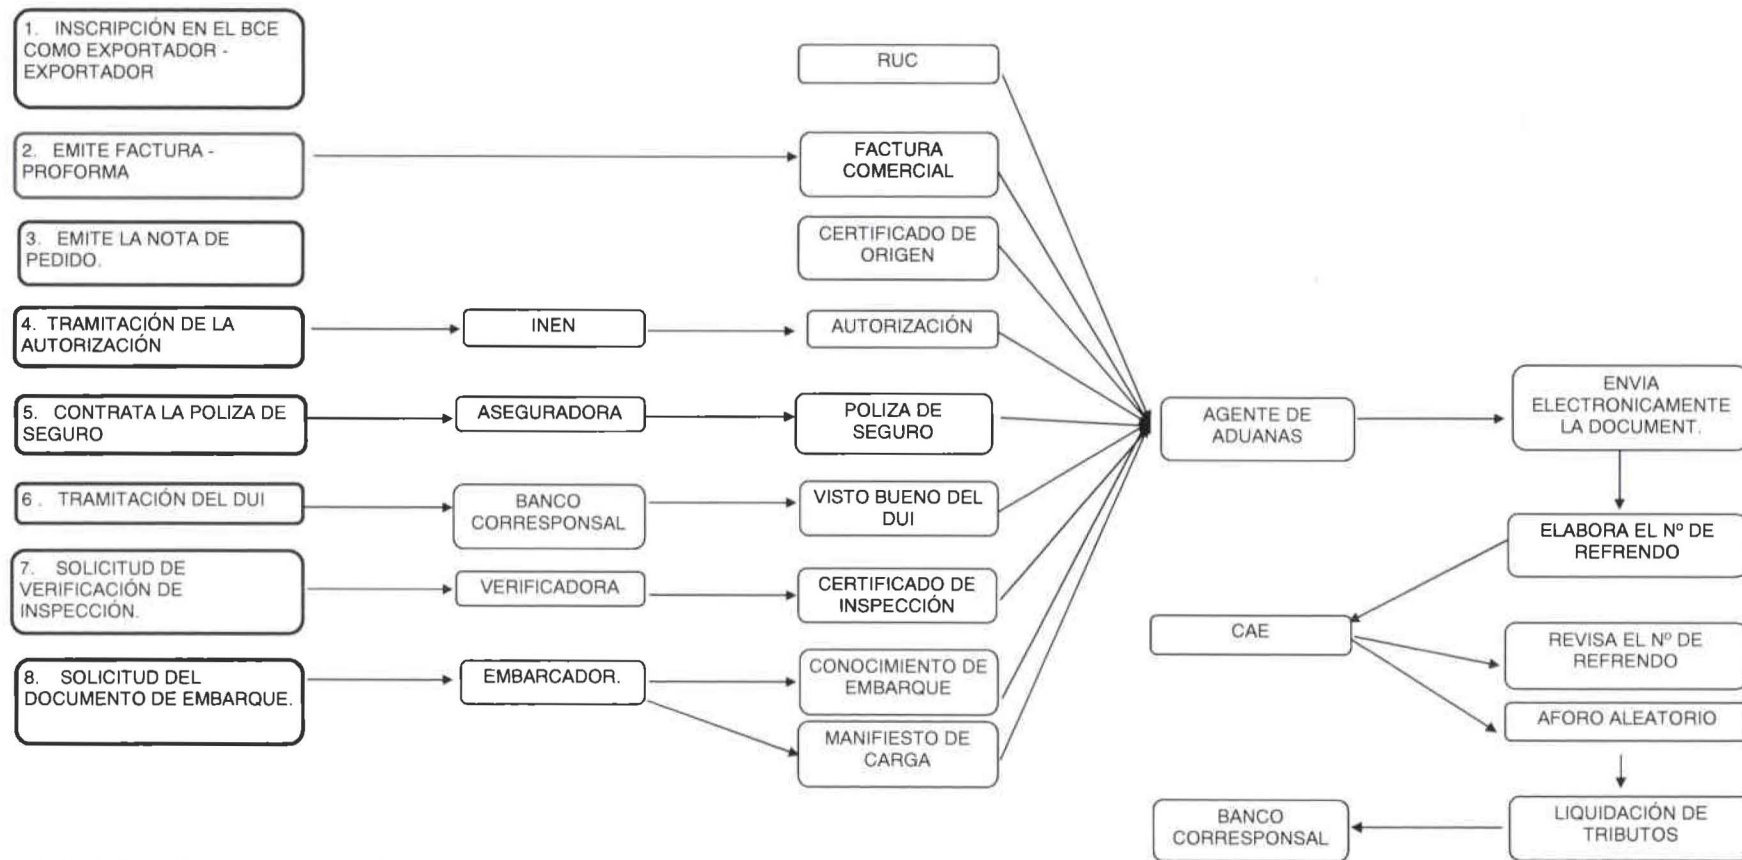 1. INSCRIPCIÓN EN EL BCE
COMO EXPORTADOR -
EXPORTADOR
RUC
2. EMITE FACTURA -
PROFORMA
FACTURA
COMERCIAL
3. EMITE LA NOTA DE
PEDIDO.
CERTIFICADO DE
ORIGEN
4. TRAMITACIÓN DE LA
AUTORIZACIÓN
INEN
AUTORIZACIÓN
5. CONTRATA LA POLIZA DE
SEGURO
ASEGURADORA
POLIZA DE
SEGURO
6 . TRAMITACIÓN DEL DUI
BANCO
CORRESPONSAL
VISTO BUENO DEL
DUI
7. SOLICITUD DE
VERIFICACIÓN DE
INSPECCIÓN.
VERIFICADORA
CERTIFICADO DE
INSPECCIÓN
8. SOLICITUD DEL
DOCUMENTO DE EMBARQUE.
EMBARCADOR.
CONOCIMIENTO DE
EMBARQUE
MANIFIESTO DE
CARGA
AGENTE DE
ADUANAS
ENVIA
ELECTRONICAMENTE
LA DOCUMENT.
ELABORA EL Nº DE
REFRENDO
CAE
REVISA EL Nº DE
REFRENDO
AFORO ALEATORIO
LIQUIDACIÓN DE
TRIBUTOS
BANCO
CORRESPONSAL